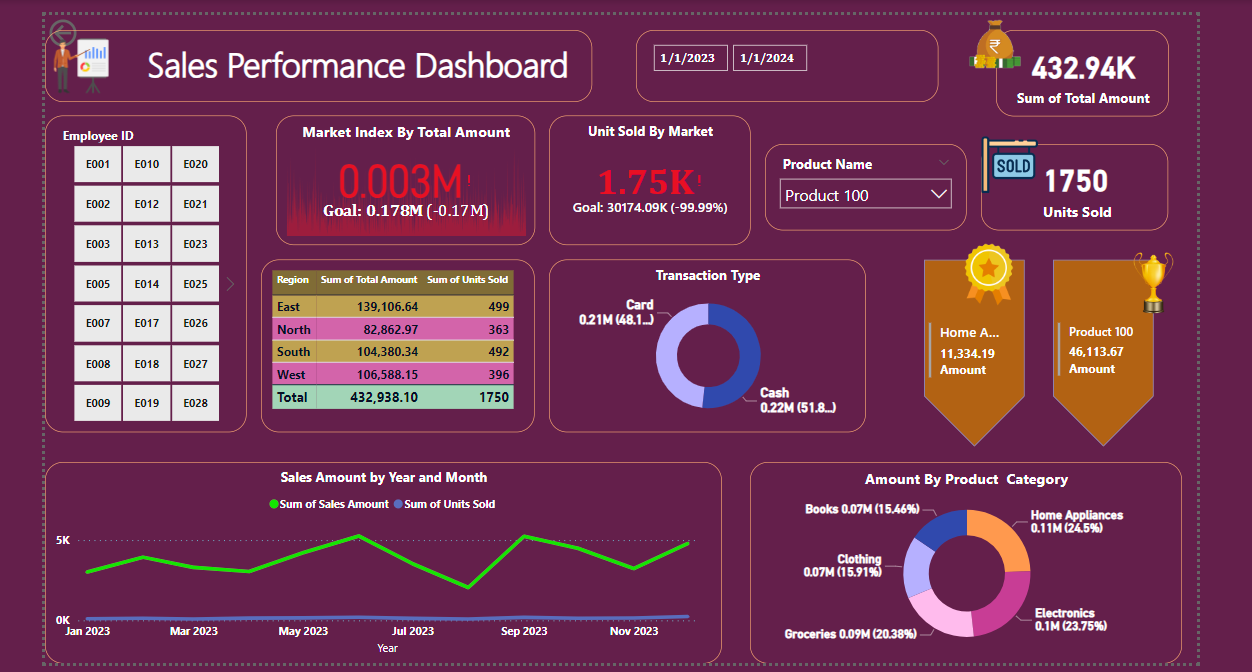 Sales Performance Dashboard
1/1/2023 1/1/2024
₹
432.94K
Sum of Total Amount
Employee ID
E001 E010 E020
E002 E012 E021
E003 E013 E023
E005 E014 E025
E007 E017 E026
E008 E018 E027
E009 E019 E028
Market Index By Total Amount
0.003M!
Goal: 0.178M (-0.17M)
Unit Sold By Market
1.75K!
Goal: 30174.09K (-99.99%)
Product Name
Product 100
SOLD
1750
Units Sold
Region Sum of Total Amount Sum of Units Sold
East 139,106.64 499
North 82,862.97 363
South 104,380.34 492
West 106,588.15 396
Total 432,938.10 1750
Transaction Type
Card
0.21M (48.1...)
Cash
0.22M (51.8...)
Home A...
11,334.19
Amount
Product 100
46,113.67
Amount
Sales Amount by Year and Month
Sum of Sales Amount Sum of Units Sold
5K
0K
Jan 2023 Mar 2023 May 2023 Jul 2023 Sep 2023 Nov 2023
Year
Amount By Product Category
Books 0.07M (15.46%)
Home Appliances
0.11M (24.5%)
Clothing
0.07M (15.91%)
Electronics
0.1M (23.75%)
Groceries 0.09M (20.38%)